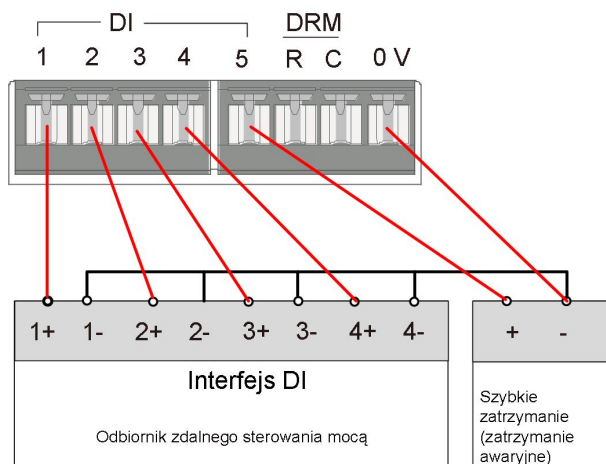 DI DRM
1 2 3 4 5 R C 0 V
1+ 1- 2+ 2- 3+ 3- 4+ 4- + -
Interfejs DI
Odbiornik zdalnego sterowania mocą
Szybkie
zatrzymanie
(zatrzymanie
awaryjne)